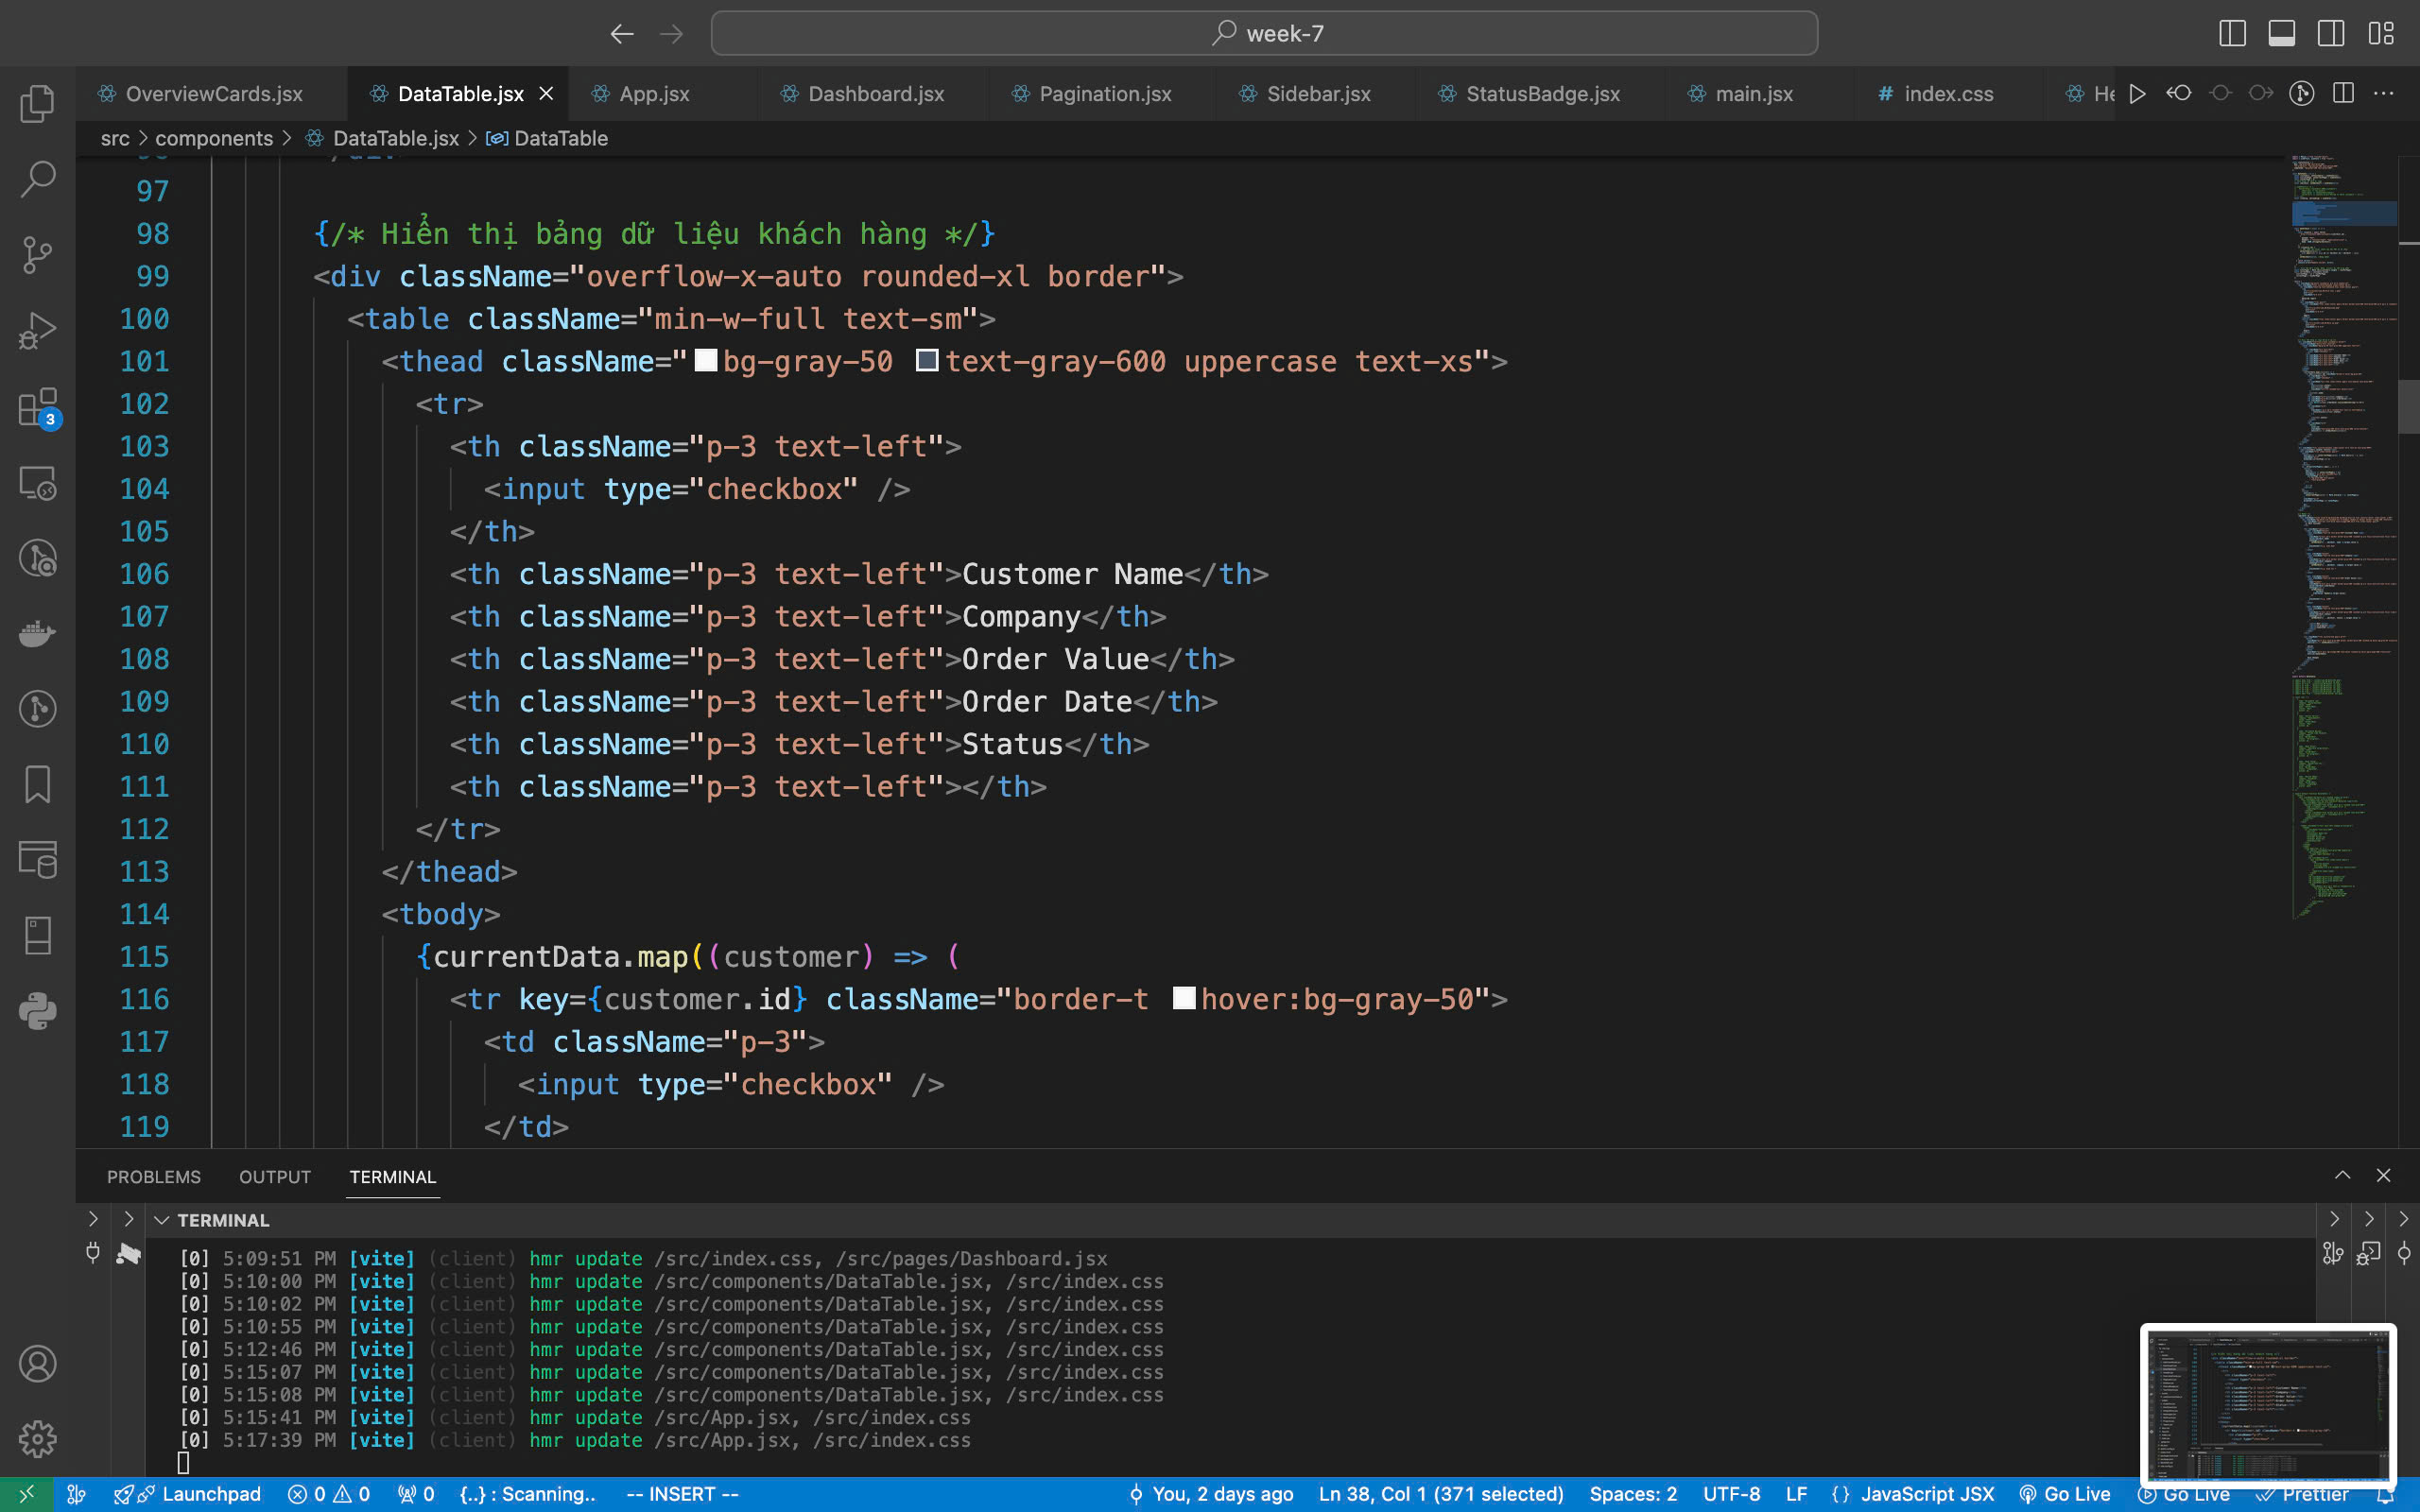 week-7
OverviewCards.jsx
DataTable.jsx
App.jsx
Dashboard.jsx
Pagination.jsx
Sidebar.jsx
StatusBadge.jsx
main.jsx
# index.css
He
src > components > DataTable.jsx > DataTable
97
98 {/* Hiển thị bảng dữ liệu khách hàng */}
99 <div className="overflow-x-auto rounded-xl border">
100 <table className="min-w-full text-sm">
101 <thead className="bg-gray-50 text-gray-600 uppercase text-xs">
102 <tr>
103 <th className="p-3 text-left">
104 <input type="checkbox" />
105 </th>
106 <th className="p-3 text-left">Customer Name</th>
107 <th className="p-3 text-left">Company</th>
108 <th className="p-3 text-left">Order Value</th>
109 <th className="p-3 text-left">Order Date</th>
110 <th className="p-3 text-left">Status</th>
111 <th className="p-3 text-left"></th>
112 </tr>
113 </thead>
114 <tbody>
115 {currentData.map((customer) => (
116 <tr key={customer.id} className="border-t hover:bg-gray-50">
117 <td className="p-3">
118 <input type="checkbox" />
119 </td>
3
PROBLEMS OUTPUT TERMINAL
TERMINAL
[0] 5:09:51 PM [vite] (client) hmr update /src/index.css, /src/pages/Dashboard.jsx
[0] 5:10:00 PM [vite] (client) hmr update /src/components/DataTable.jsx, /src/index.css
[0] 5:10:02 PM [vite] (client) hmr update /src/components/DataTable.jsx, /src/index.css
[0] 5:10:55 PM [vite] (client) hmr update /src/components/DataTable.jsx, /src/index.css
[0] 5:12:46 PM [vite] (client) hmr update /src/components/DataTable.jsx, /src/index.css
[0] 5:15:07 PM [vite] (client) hmr update /src/components/DataTable.jsx, /src/index.css
[0] 5:15:08 PM [vite] (client) hmr update /src/components/DataTable.jsx, /src/index.css
[0] 5:15:41 PM [vite] (client) hmr update /src/App.jsx, /src/index.css
[0] 5:17:39 PM [vite] (client) hmr update /src/App.jsx, /src/index.css
Launchpad 0 0 0 {..} : Scanning.. -- INSERT -- You, 2 days ago Ln 38, Col 1 (371 selected) Spaces: 2 UTF-8 LF {} JavaScript JSX Go Live Go Live Prettier